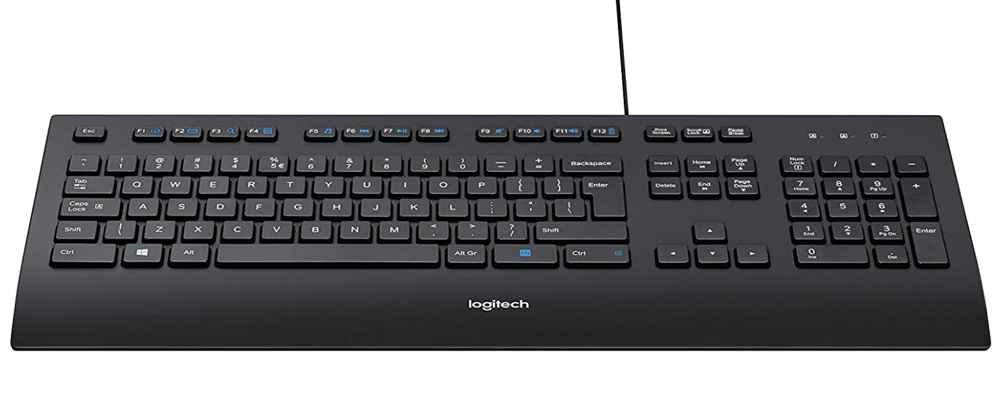 Esc F1 F2 F3 F4 F5 F6 F7 F8 F9 F10 F11 F12 Print Screen Scroll Lock Pause Break
~ ! @ # $ % ^ & * ( ) — +
` 1 2 3 4 5 € 6 7 8 9 0 - = Backspace Insert Home Page Up Num Lock / * −
Tab Q W E R T Y U I O P { } Enter Delete End Page Down 7 Home 8 9 Pg Up +
[ ]
Caps Lock A S D F G H J K L : " | 4 5 6
; ' \
Shift | Z X C V B N M < > ? Shift 1 End 2 3 Pg Dn Enter
\ , . /
Ctrl Alt Alt Gr FN Ctrl 0 Ins . Del
logitech